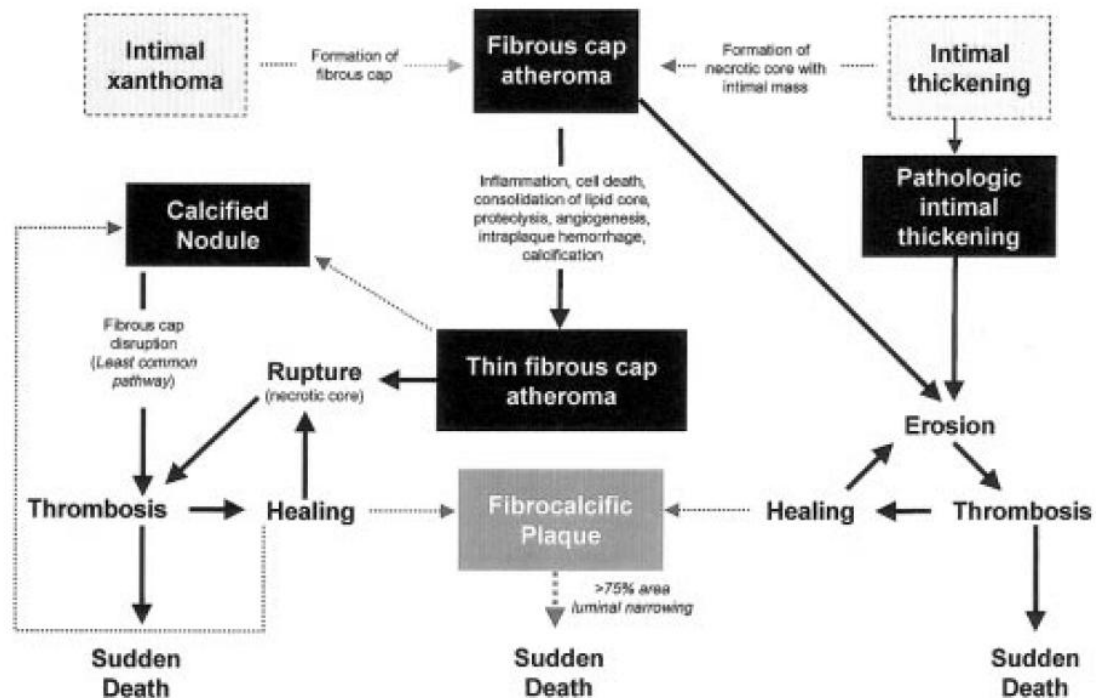 Intimal
xanthoma
Formation of
fibrous cap
Fibrous cap
atheroma
Formation of
necrotic core with
intimal mass
Intimal
thickening
Inflammation, cell death,
consolidation of lipid core,
proteolysis, angiogenesis,
intraplaque hemorrhage,
calcification
Pathologic
intimal
thickening
Calcified
Nodule
Fibrous cap
disruption
(Least common
pathway)
Rupture
(necrotic core)
Thin fibrous cap
atheroma
Erosion
Thrombosis
Healing
Fibrocalcific
Plaque
Healing
Thrombosis
>75% area
luminal narrowing
Sudden
Death
Sudden
Death
Sudden
Death